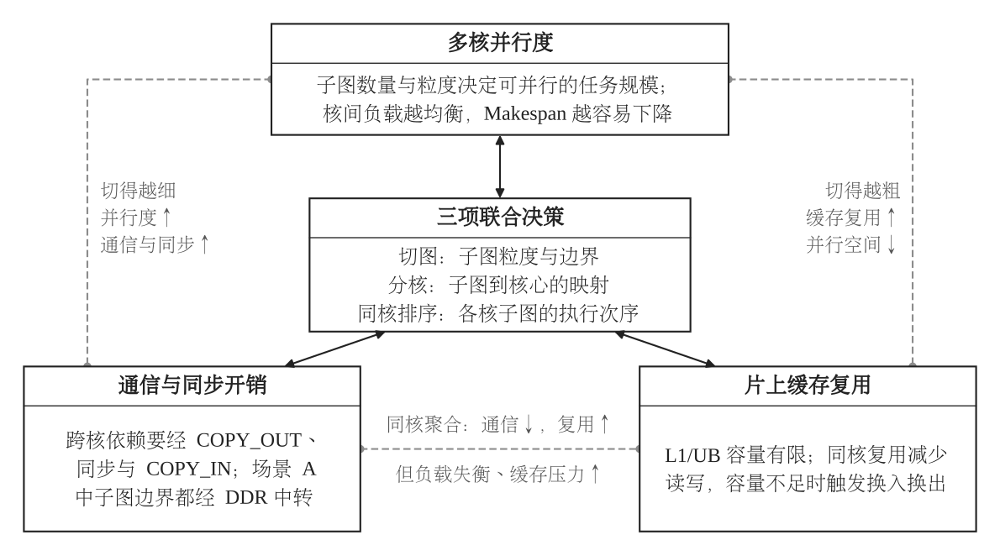 多核并行度
子图数量与粒度决定可并行的任务规模；
核间负载越均衡，Makespan 越容易下降
切得越细
并行度↑
通信与同步↑
切得越粗
缓存复用↑
并行空间↓
三项联合决策
切图：子图粒度与边界
分核：子图到核心的映射
同核排序：各核子图的执行次序
通信与同步开销
跨核依赖要经 COPY_OUT、
同步与 COPY_IN；场景 A
中子图边界都经 DDR 中转
同核聚合：通信↓，复用↑
但负载失衡、缓存压力↑
片上缓存复用
L1/UB 容量有限；同核复用减少
读写，容量不足时触发换入换出